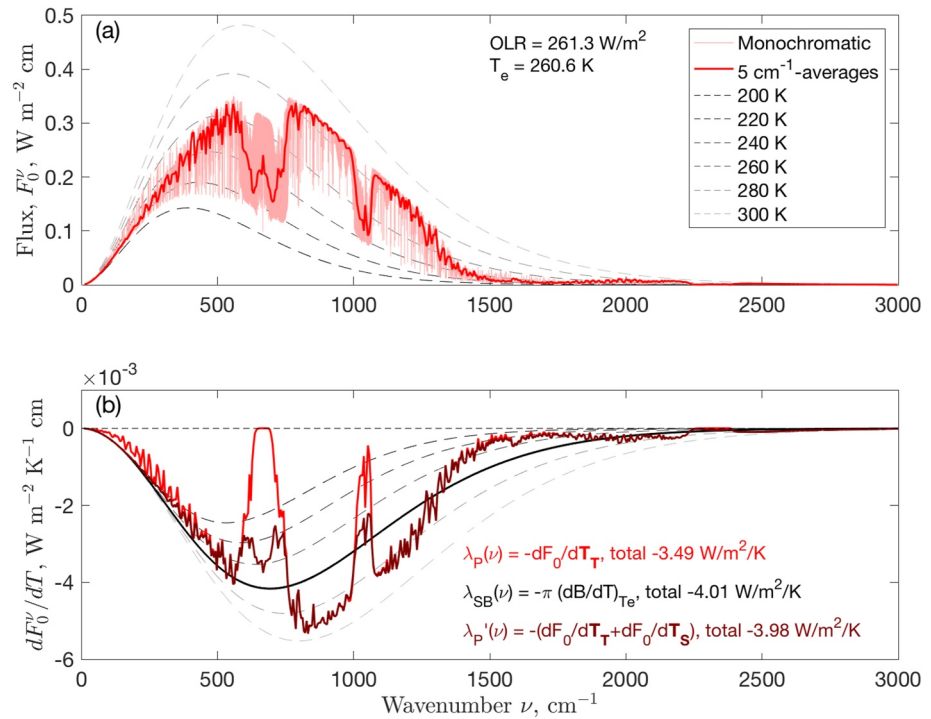 (a)
OLR = 261.3 W/m²
Tₑ = 260.6 K
Monochromatic
5 cm⁻¹-averages
200 K
220 K
240 K
260 K
280 K
300 K
0.5
0.4
0.3
0.2
0.1
0
Flux, F₀^ν, W m⁻² cm
0 500 1000 1500 2000 2500 3000
×10⁻³
(b)
0
-2
-4
-6
dF₀^ν/dT, W m⁻² K⁻¹ cm
λ_P(ν) = -dF₀/dT_T, total -3.49 W/m²/K
λ_SB(ν) = -π (dB/dT)_Te, total -4.01 W/m²/K
λ_P'(ν) = -(dF₀/dT_T+dF₀/dT_S), total -3.98 W/m²/K
0 500 1000 1500 2000 2500 3000
Wavenumber ν, cm⁻¹